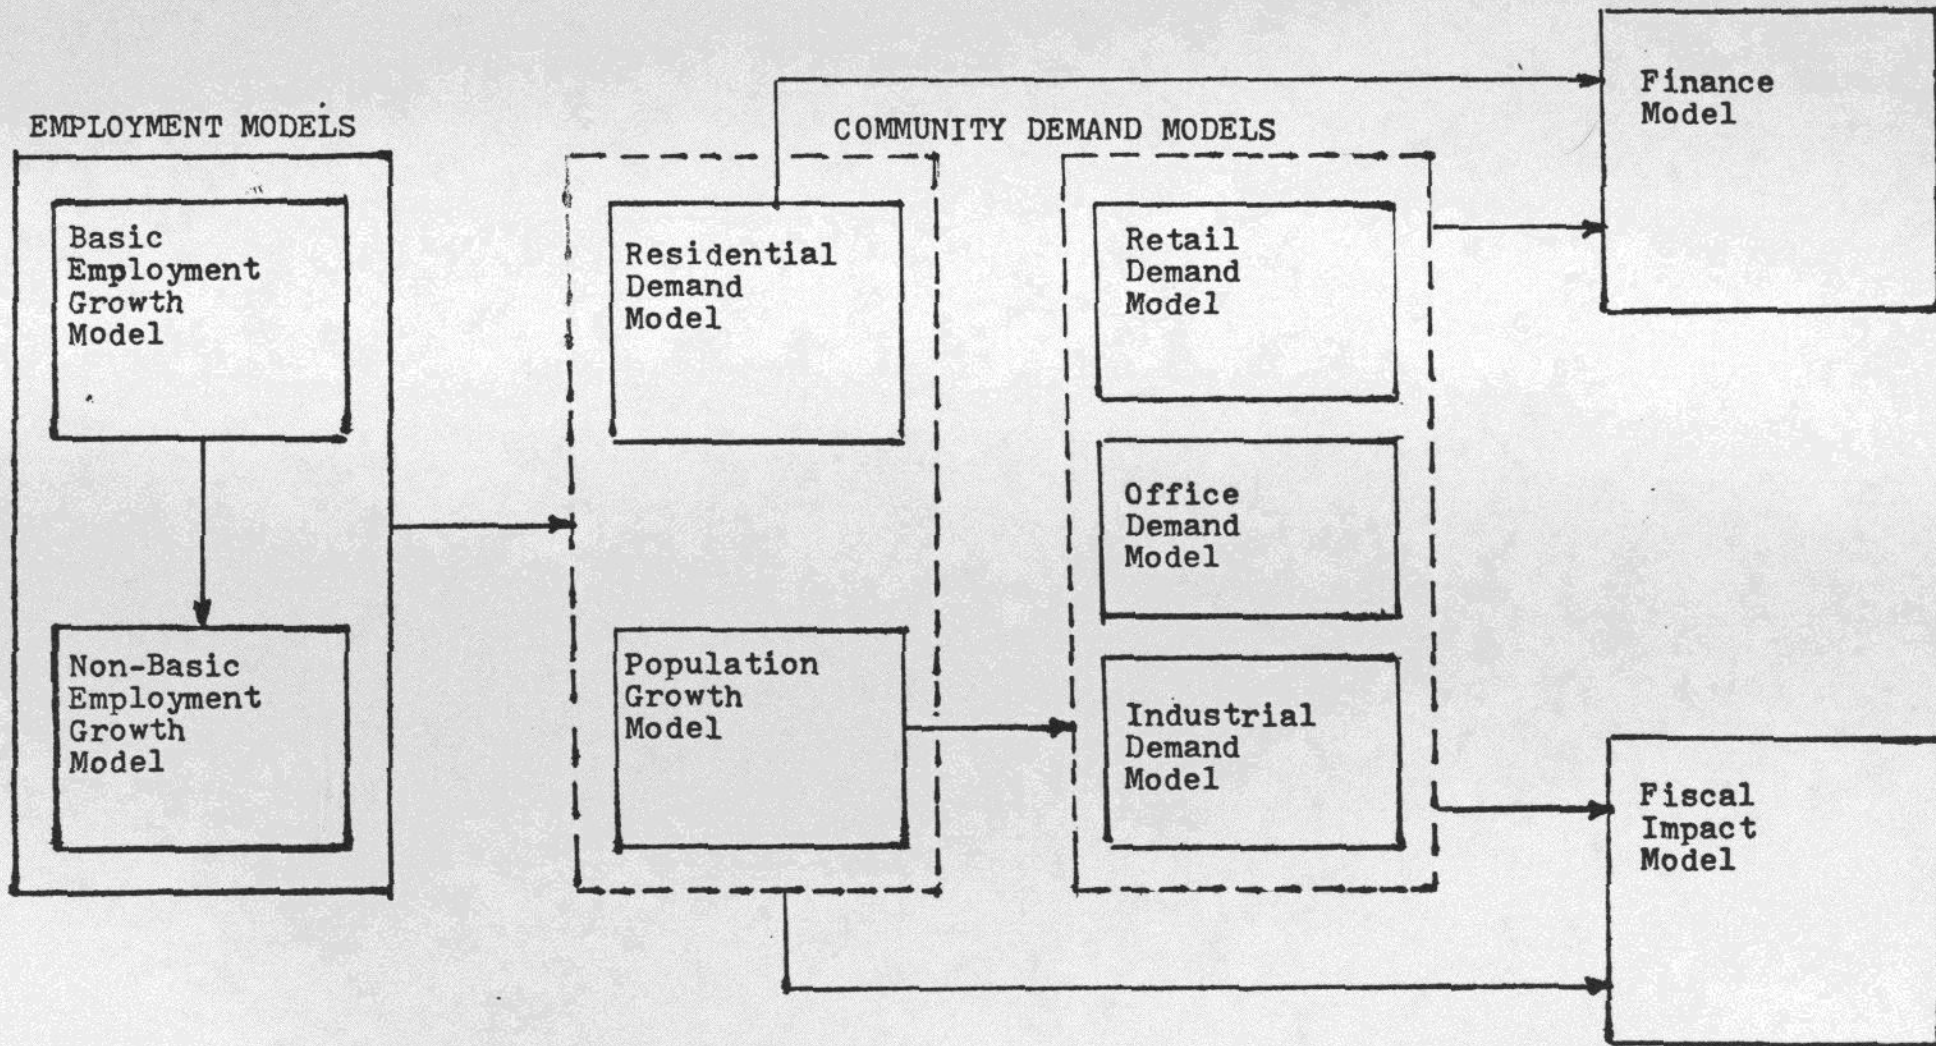 EMPLOYMENT MODELS
Basic
Employment
Growth
Model
Non-Basic
Employment
Growth
Model
COMMUNITY DEMAND MODELS
Residential
Demand
Model
Population
Growth
Model
Retail
Demand
Model
Office
Demand
Model
Industrial
Demand
Model
Finance
Model
Fiscal
Impact
Model